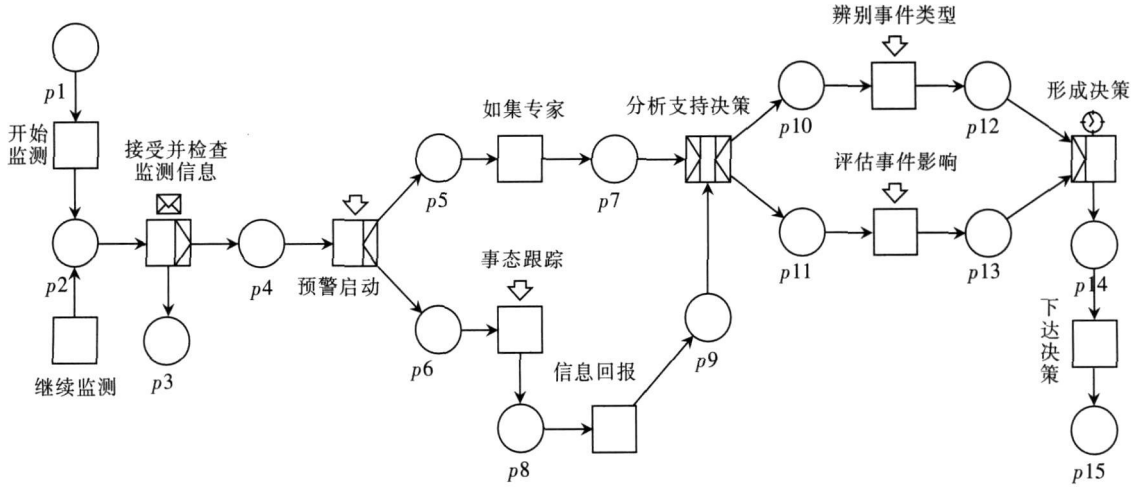 辨别事件类型
p1
如集专家
分析支持决策
p10
p12
形成决策
开始
监测
接受并检查
监测信息
p5
p7
评估事件影响
p2
p4
预警启动
事态跟踪
p11
p13
p14
继续监测
p3
p6
信息回报
p9
下达决策
p8
p15